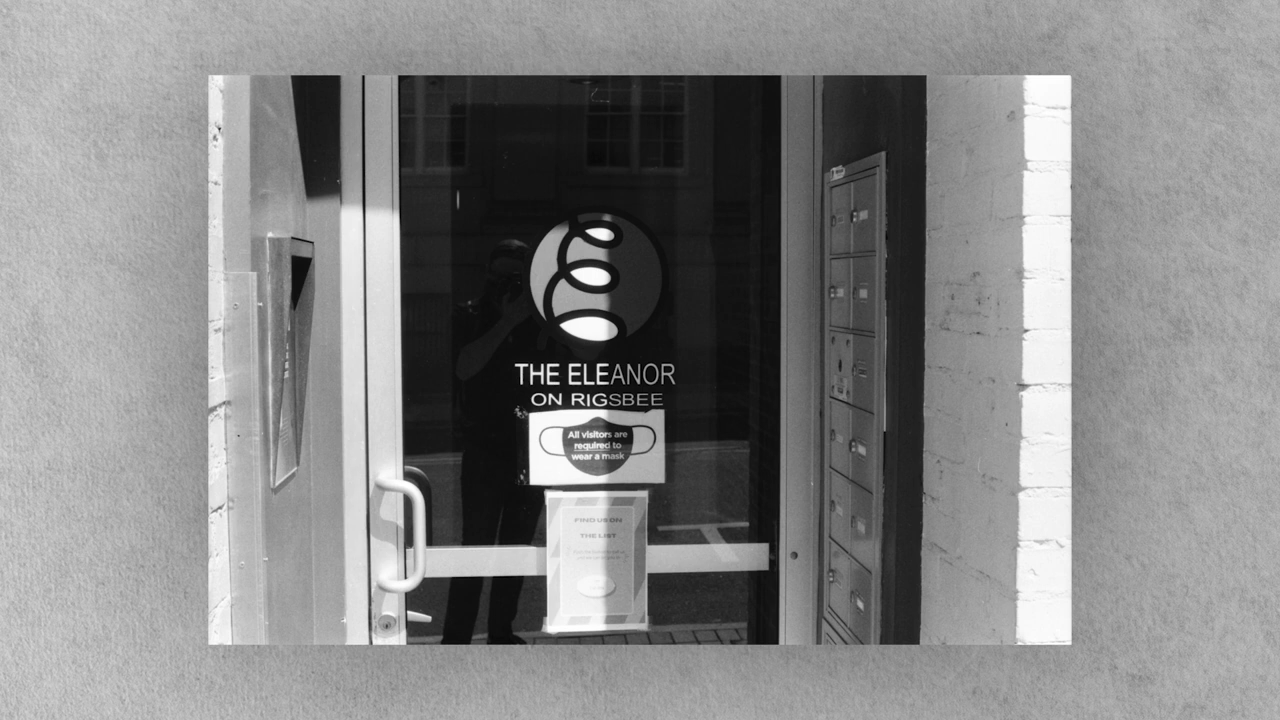 THE ELEANOR
ON RIGSBEE
All visitors are
required to
wear a mask
FIND US ON
THE LIST